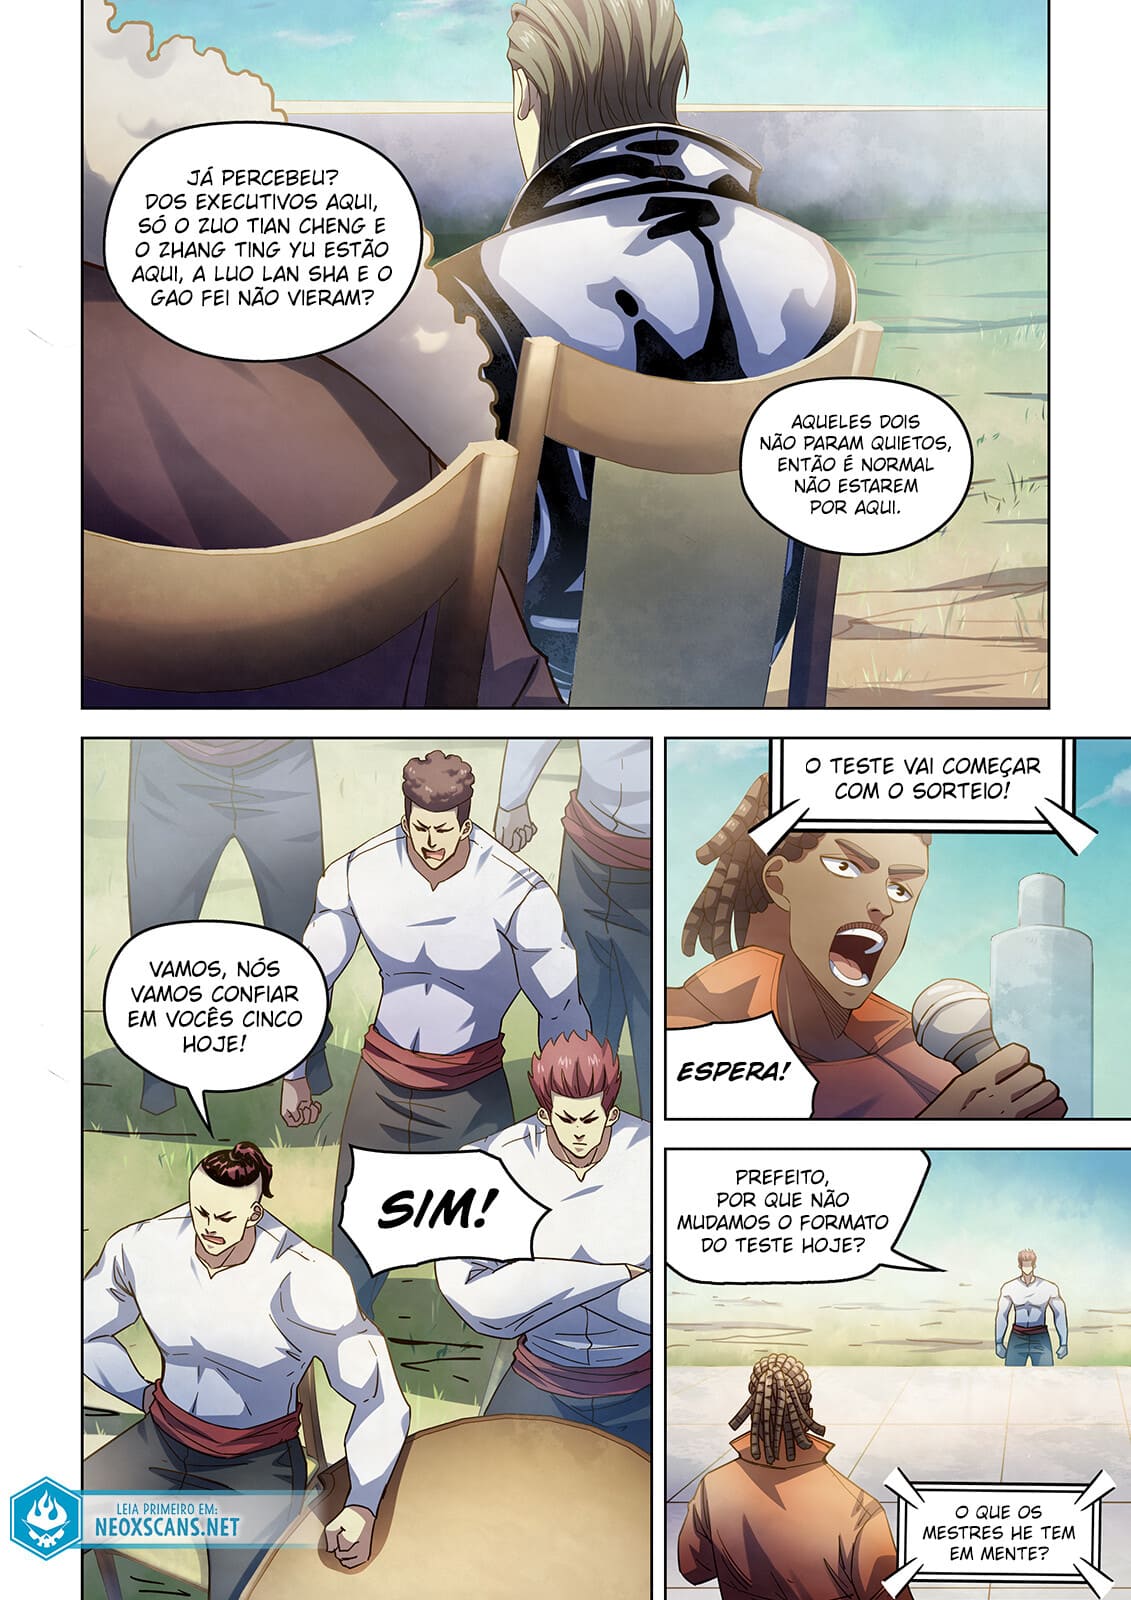 JÁ PERCEBEU?
DOS EXECUTIVOS AQUI,
SÓ O ZUO TIAN CHENG E
O ZHANG TING YU ESTÃO
AQUI, A LUO LAN SHA E O
GAO FEI NÃO VIERAM?
AQUELES DOIS
NÃO PARAM QUIETOS,
ENTÃO É NORMAL
NÃO ESTAREM
POR AQUI.
VAMOS, NÓS
VAMOS CONFIAR
EM VOCÊS CINCO
HOJE!
SIM!
O TESTE VAI COMEÇAR
COM O SORTEIO!
ESPERA!
PREFEITO,
POR QUE NÃO
MUDAMOS O FORMATO
DO TESTE HOJE?
O QUE OS
MESTRES HE TEM
EM MENTE?
LEIA PRIMEIRO EM:
NEOXSCANS.NET